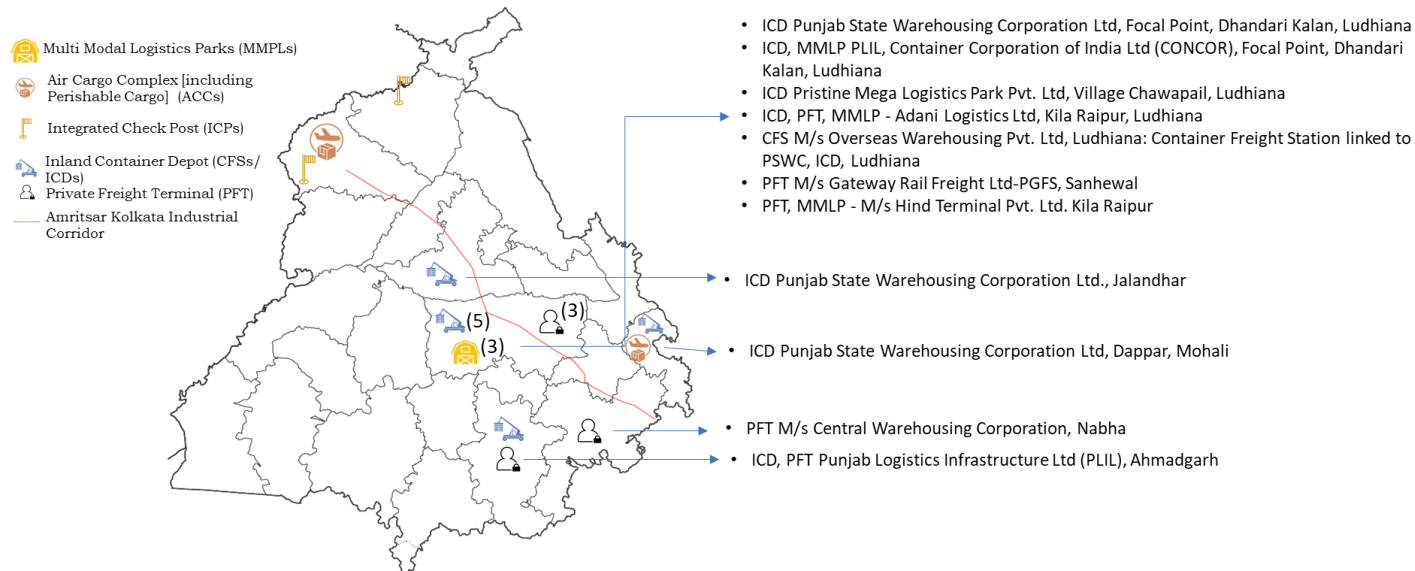 Multi Modal Logistics Parks (MMPLs)
Air Cargo Complex [including
Perishable Cargo] (ACCs)
Integrated Check Post (ICPs)
Inland Container Depot (CFSs/
ICDs)
Private Freight Terminal (PFT)
Amritsar Kolkata Industrial
Corridor
(5)
(3)
(3)
• ICD Punjab State Warehousing Corporation Ltd, Focal Point, Dhandari Kalan, Ludhiana
• ICD, MMLP PLIL, Container Corporation of India Ltd (CONCOR), Focal Point, Dhandari
Kalan, Ludhiana
• ICD Pristine Mega Logistics Park Pvt. Ltd, Village Chawapail, Ludhiana
• ICD, PFT, MMLP - Adani Logistics Ltd, Kila Raipur, Ludhiana
• CFS M/s Overseas Warehousing Pvt. Ltd, Ludhiana: Container Freight Station linked to
PSWC, ICD, Ludhiana
• PFT M/s Gateway Rail Freight Ltd-PGFS, Sanhewal
• PFT, MMLP - M/s Hind Terminal Pvt. Ltd. Kila Raipur
• ICD Punjab State Warehousing Corporation Ltd., Jalandhar
• ICD Punjab State Warehousing Corporation Ltd, Dappar, Mohali
• PFT M/s Central Warehousing Corporation, Nabha
• ICD, PFT Punjab Logistics Infrastructure Ltd (PLIL), Ahmadgarh